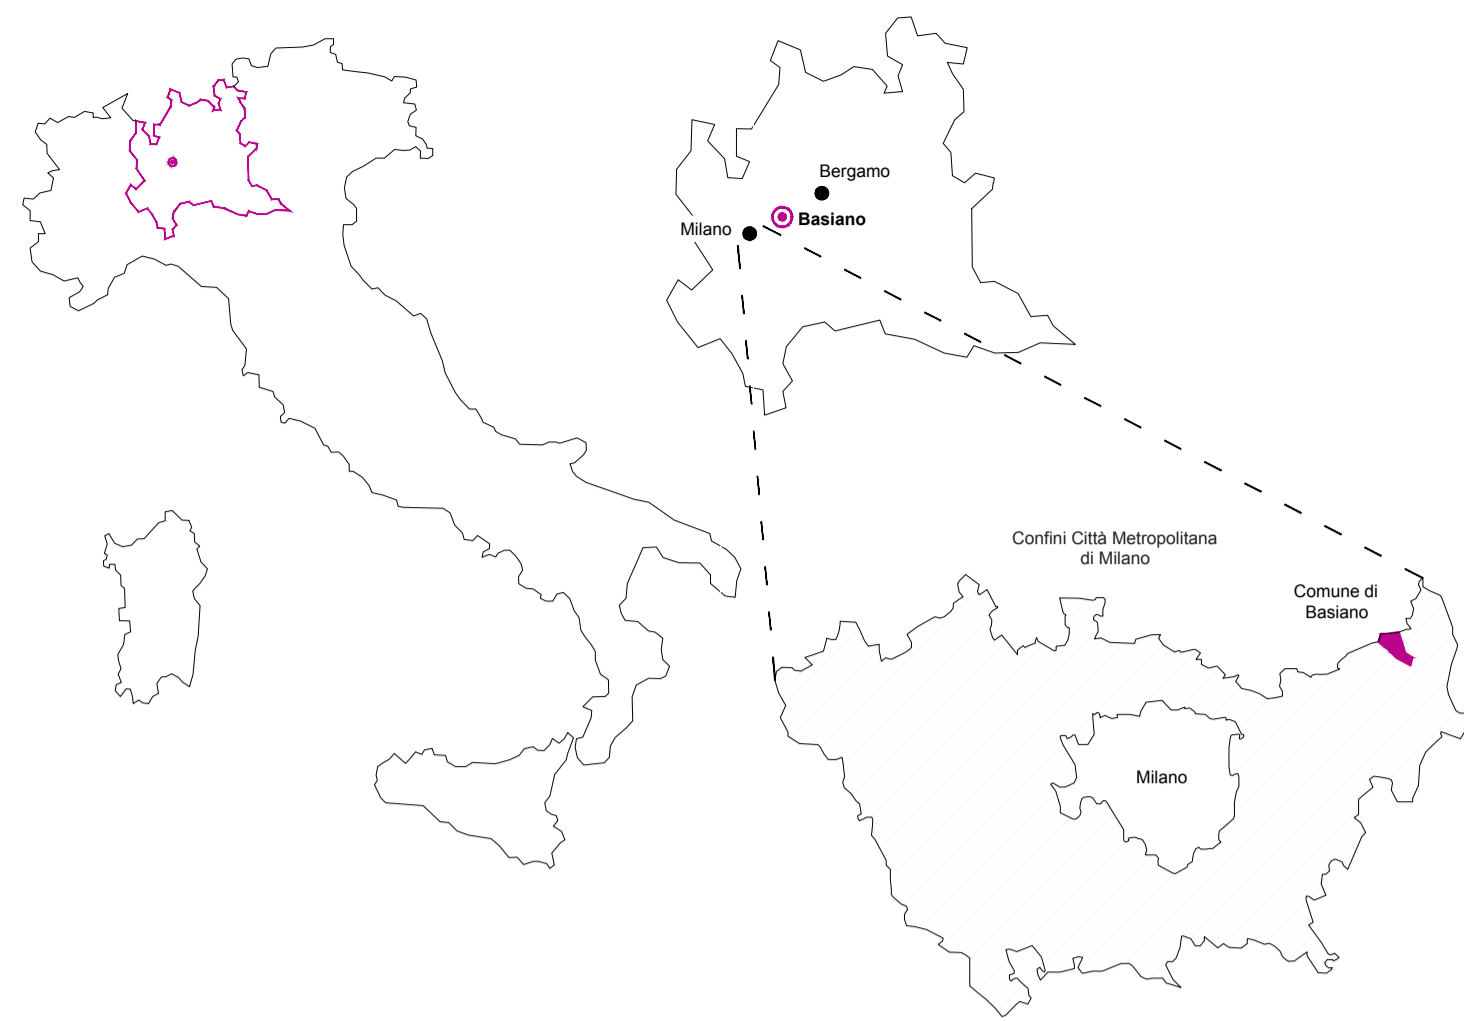 Bergamo
Basiano
Milano
Confini Città Metropolitana
di Milano
Comune di
Basiano
Milano